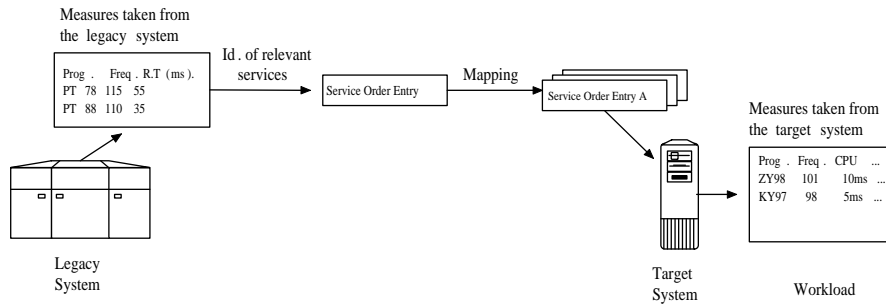 Measures taken from
the legacy system
Prog . Freq . R.T (ms).
PT 78 115 55
PT 88 110 35
Id . of relevant
services
Service Order Entry
Mapping
Service Order Entry A
Measures taken from
the target system
Prog . Freq . CPU ...
ZY98 101 10ms ...
KY97 98 5ms ...
Legacy
System
Target
System
Workload